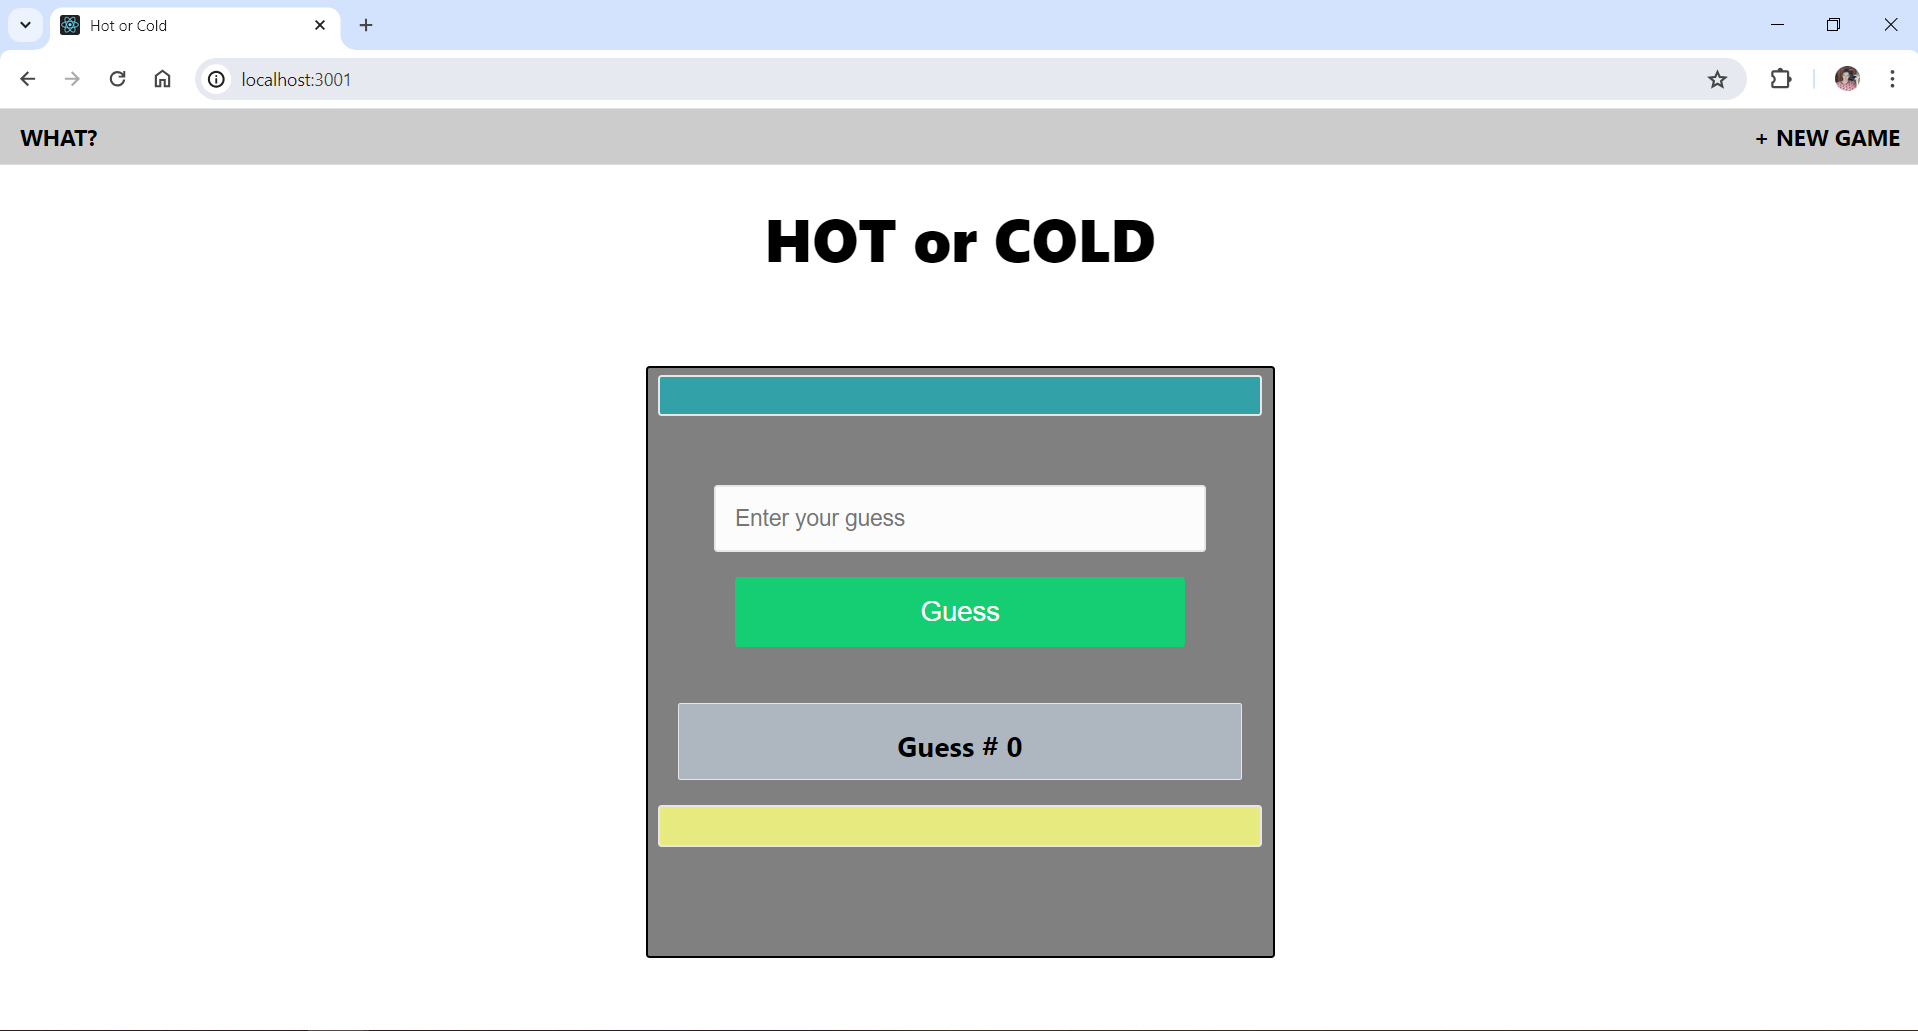 Hot or Cold
localhost:3001
WHAT?
+ NEW GAME
HOT or COLD
Enter your guess
Guess
Guess # 0